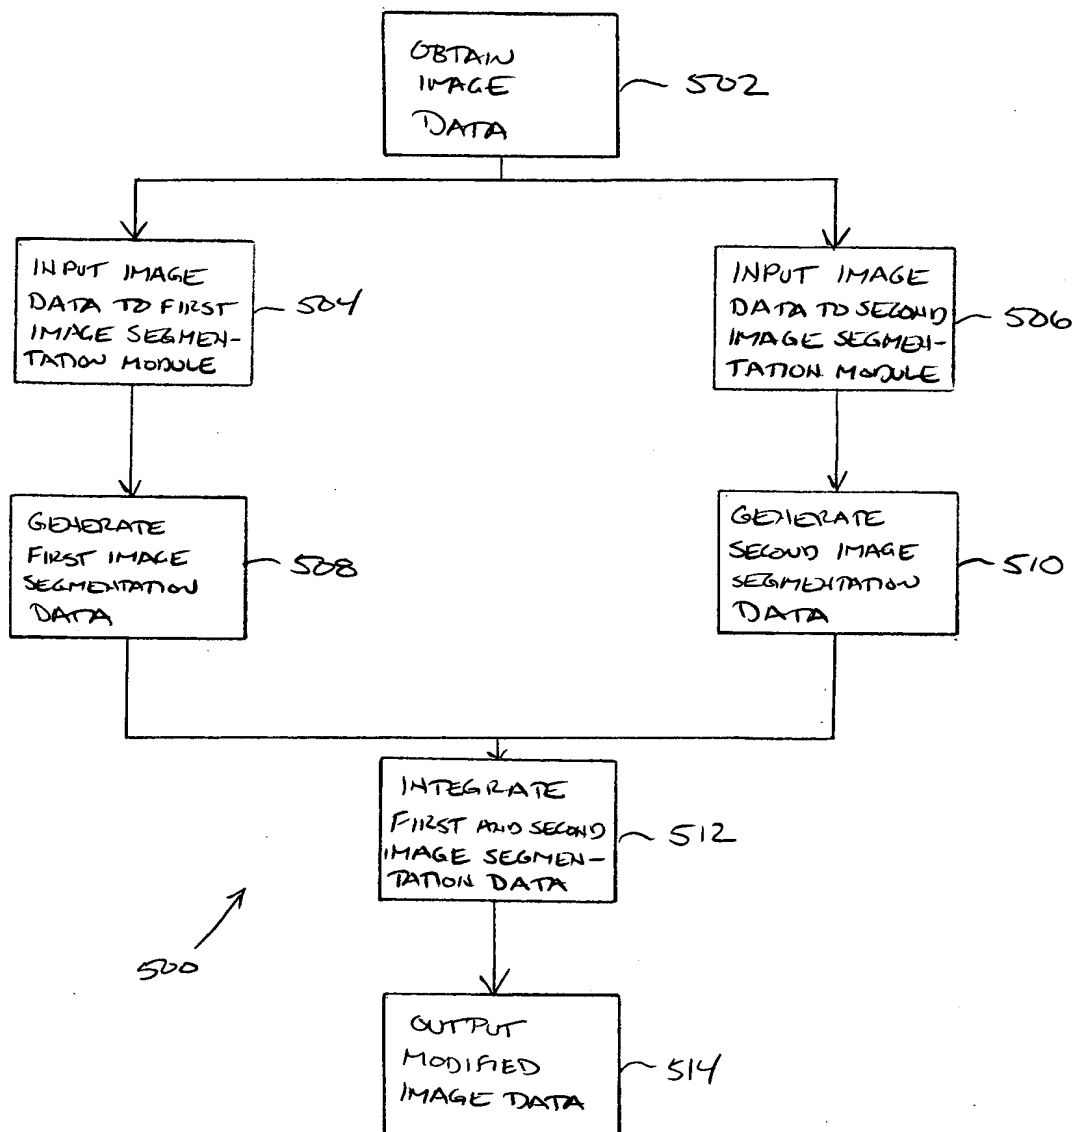 OBTAIN
IMAGE
DATA
502
INPUT IMAGE
DATA TO FIRST
IMAGE SEGMEN-
TATION MODULE
504
INPUT IMAGE
DATA TO SECOND
IMAGE SEGMEN-
TATION MODULE
506
GENERATE
FIRST IMAGE
SEGMENTATION
DATA
508
GENERATE
SECOND IMAGE
SEGMENTATION
DATA
510
INTEGRATE
FIRST AND SECOND
IMAGE SEGMEN-
TATION DATA
512
500
OUTPUT
MODIFIED
IMAGE DATA
514